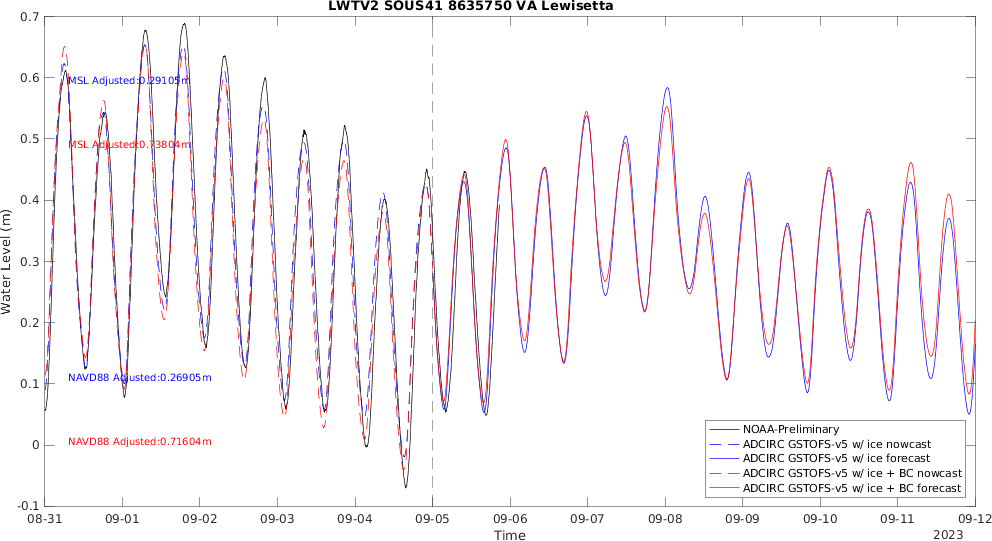 LWTV2 SOUS41 8635750 VA Lewisetta
0.7
0.6
0.5
0.4
0.3
0.2
0.1
0
-0.1
Water Level (m)
MSL Adjusted:0.29105m
MSL Adjusted:0.73804m
NAVD88 Adjusted:0.26905m
NAVD88 Adjusted:0.71604m
NOAA-Preliminary
ADCIRC GSTOFS-v5 w/ ice nowcast
ADCIRC GSTOFS-v5 w/ ice forecast
ADCIRC GSTOFS-v5 w/ ice + BC nowcast
ADCIRC GSTOFS-v5 w/ ice + BC forecast
08-31 09-01 09-02 09-03 09-04 09-05 09-06 09-07 09-08 09-09 09-10 09-11 09-12
Time
2023